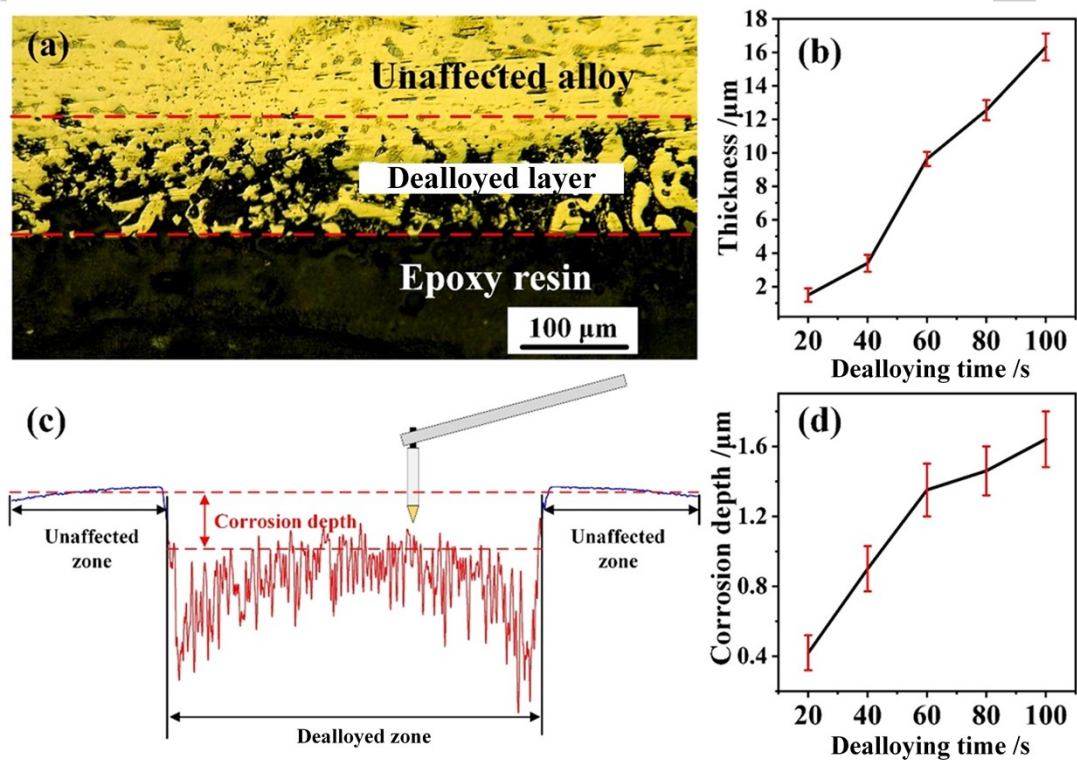 (a)
Unaffected alloy
Dealloyed layer
Epoxy resin
100 μm
(b)
Thickness /μm
18
16
14
12
10
8
6
4
2
20 40 60 80 100
Dealloying time /s
(c)
Corrosion depth
Unaffected
zone
Unaffected
zone
Dealloyed zone
(d)
Corrosion depth /μm
1.6
1.2
0.8
0.4
20 40 60 80 100
Dealloying time /s